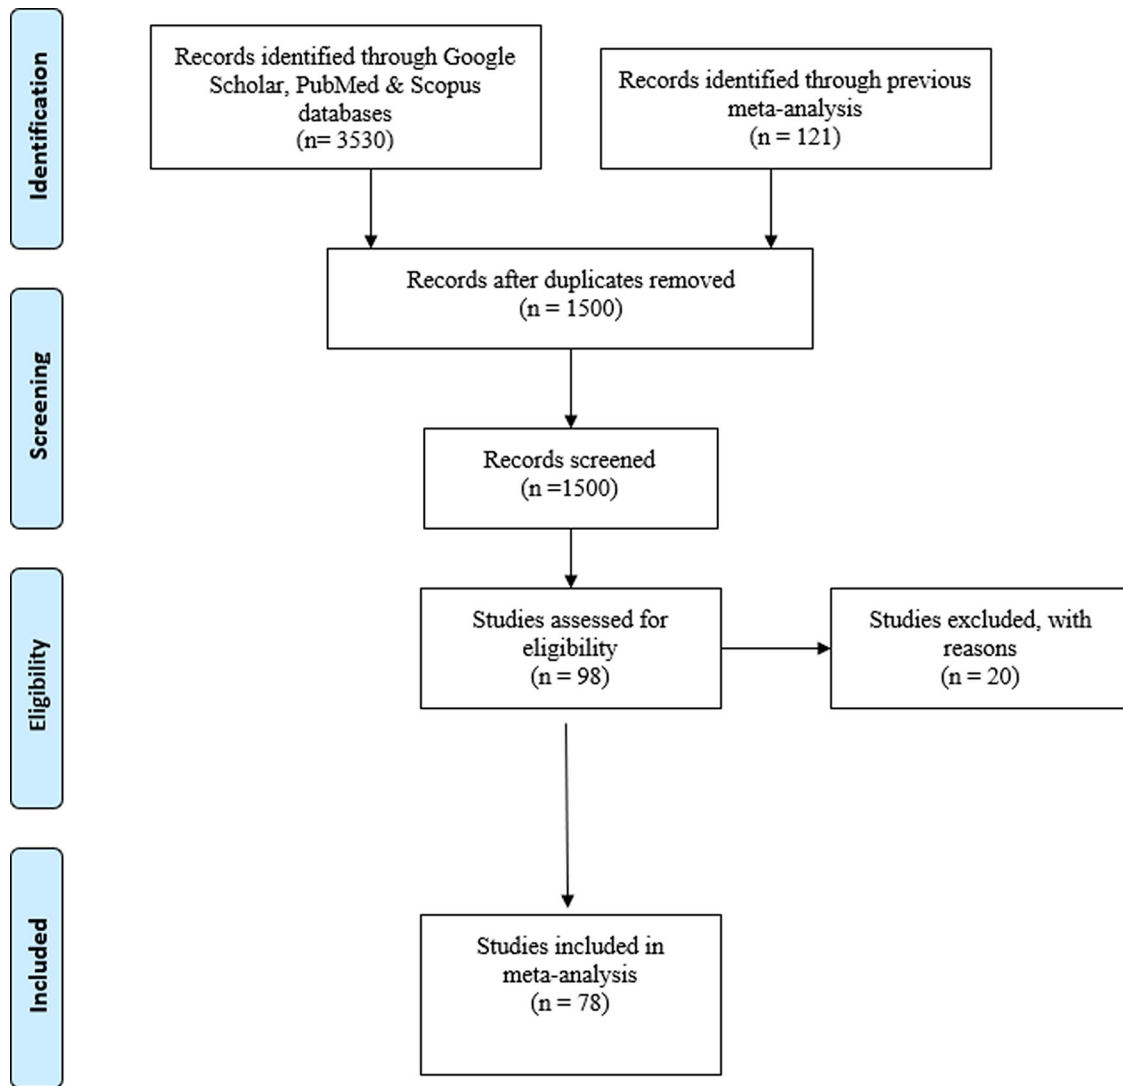 Identification
Records identified through Google
Scholar, PubMed & Scopus
databases
(n= 3530)
Records identified through previous
meta-analysis
(n = 121)
Records after duplicates removed
(n = 1500)
Screening
Records screened
(n =1500)
Eligibility
Studies assessed for
eligibility
(n = 98)
Studies excluded, with
reasons
(n = 20)
Included
Studies included in
meta-analysis
(n = 78)